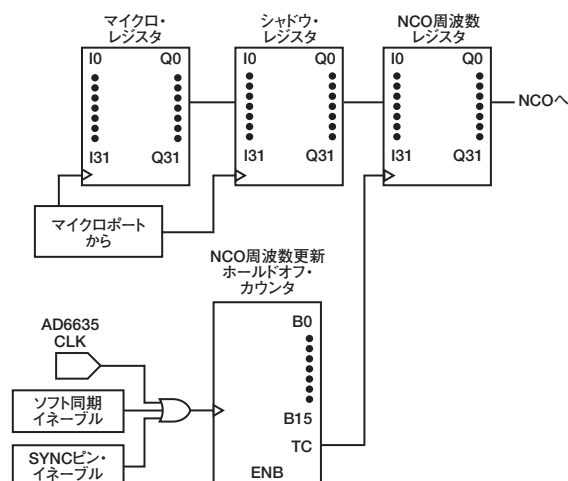 マイクロ・
レジスタ
シャドウ・
レジスタ
NCO周波数
レジスタ
I0
Q0
I31
Q31
I0
Q0
I31
Q31
I0
Q0
I31
Q31
NCOへ
マイクロポート
から
NCO周波数更新
ホールドオフ・
カウンタ
AD6635
CLK
ソフト同期
イネーブル
SYNCピン・
イネーブル
B0
B15
TC
ENB